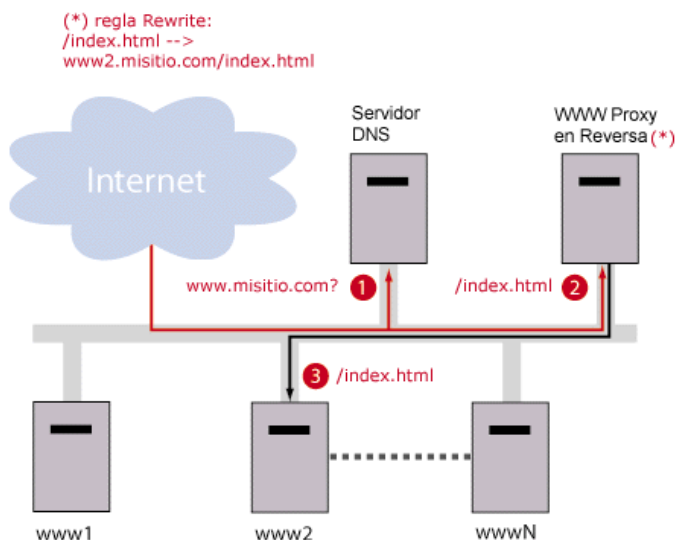 (*) regla Rewrite:
/index.html -->
www2.misitio.com/index.html
Servidor
DNS
WWW Proxy
en Reversa (*)
Internet
www.misitio.com? 1
/index.html 2
3 /index.html
www1
www2
wwwN